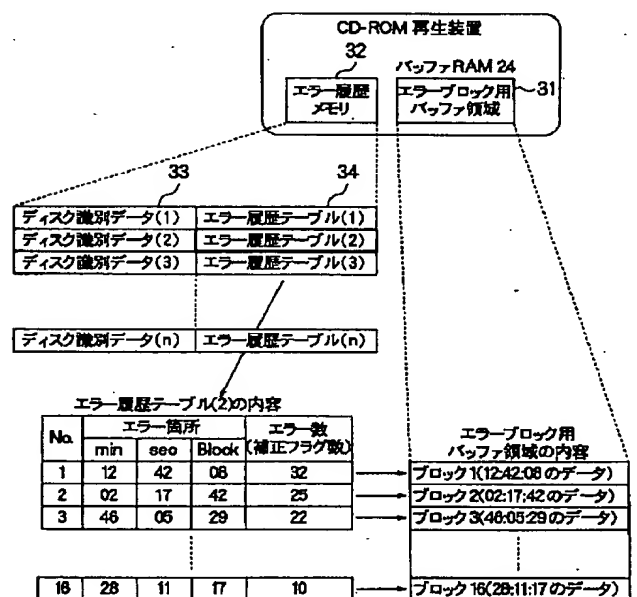 CD-ROM 再生装置
32
バッファRAM 24
エラー履歴
メモリ
エラーブロック用
バッファ領域
31
33
34
ディスク識別データ(1) エラー履歴テーブル(1)
ディスク識別データ(2) エラー履歴テーブル(2)
ディスク識別データ(3) エラー履歴テーブル(3)
ディスク識別データ(n) エラー履歴テーブル(n)
エラー履歴テーブル(2)の内容
No. エラー箇所 エラー数
min sec Block (補正フラグ数)
1 12 42 08 32
2 02 17 42 25
3 46 05 29 22
16 28 11 17 10
エラーブロック用
バッファ領域の内容
ブロック1(12:42:08のデータ)
ブロック2(02:17:42のデータ)
ブロック3(46:05:29のデータ)
ブロック16(28:11:17のデータ)